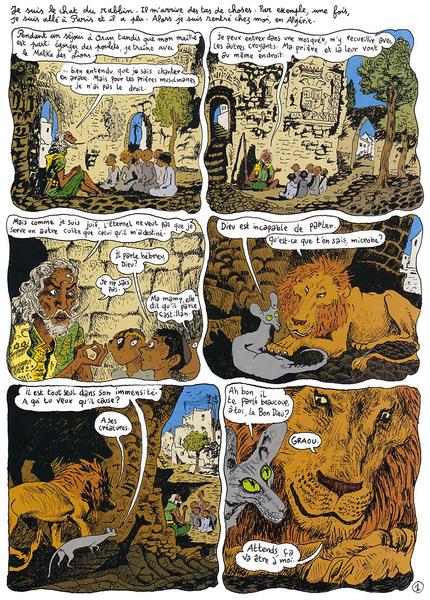 Je suis le chat du rabbin. Il m'arrive des tas de choses. Par exemple, une fois,
je suis allé à Paris et il a plu. Alors je suis rentré chez moi, en Algérie.
Pendant un séjour à Oran tandis que mon maître
est parti égorger des poulets, je traîne avec
le Malka des Lions
- bien entendu que je sais chanter
en arabe. Mais pour les prières musulmanes
je n'ai pas le droit.
Je peux entrer dans une mosquée, m'y recueillir avec
les autres croyants. Ma prière et la leur vont
au même endroit.
Mais comme je suis juif, l'Eternel ne veut pas que je
serve un autre culte que celui qu'il m'a destiné.
Il parle hébreu,
Dieu?
Je ne sais
pas.
Ma mamy, elle
dit qu'il parle
castillan.
Dieu est incapable de parler.
Qu'est-ce que t'en sais, microbe?
Il est tout seul dans son immensité.
A qui tu veux qu'il cause?
A ses
créatures.
Ah bon, il
te parle beaucoup,
à toi, le Bon Dieu?
GRAOU.
Attends, ça
va être à moi.
1